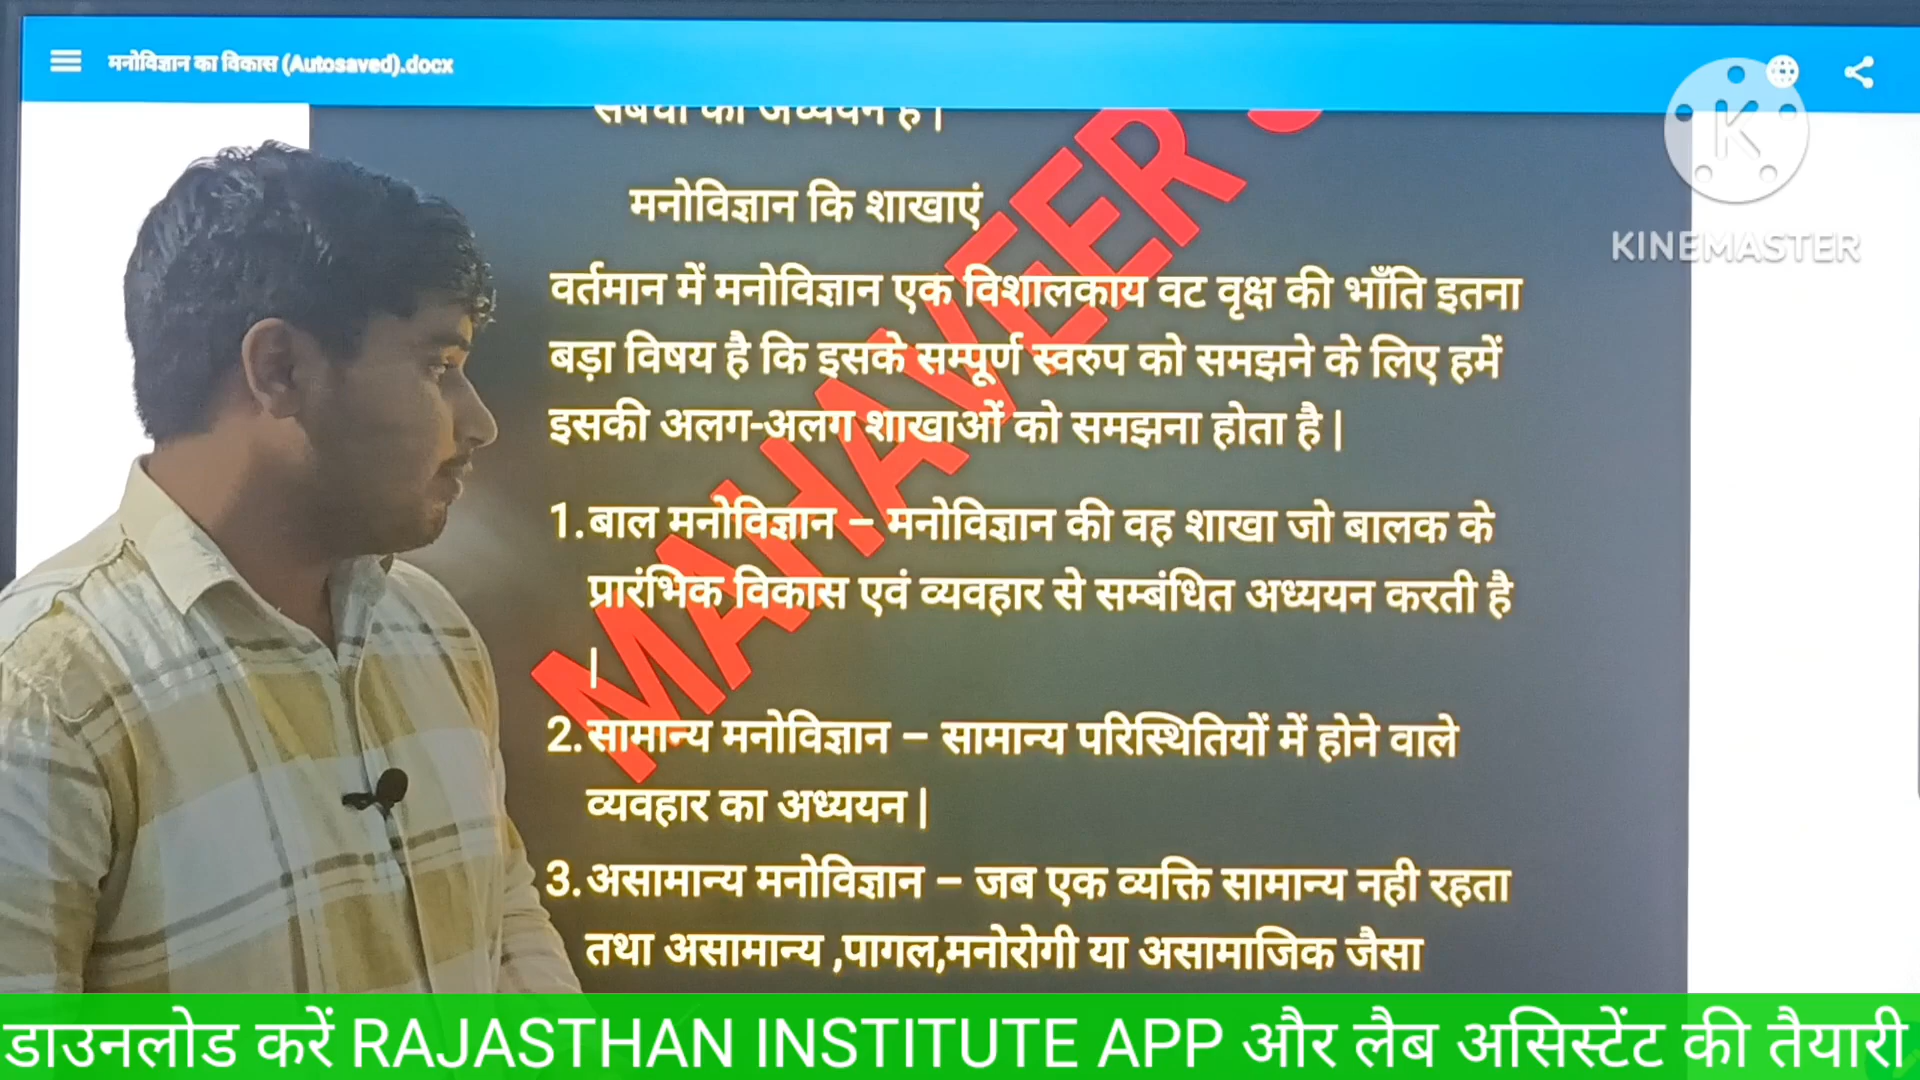 मनोविज्ञान का विकास (Autosaved).docx
का अध्ययन है |
KINEMASTER
मनोविज्ञान कि शाखाएं
वर्तमान में मनोविज्ञान एक विशालकाय वट वृक्ष की भाँति इतना
बड़ा विषय है कि इसके सम्पूर्ण स्वरुप को समझने के लिए हमें
इसकी अलग-अलग शाखाओं को समझना होता है |
1. बाल मनोविज्ञान – मनोविज्ञान की वह शाखा जो बालक के
प्रारंभिक विकास एवं व्यवहार से सम्बंधित अध्ययन करती है
|
2. सामान्य मनोविज्ञान – सामान्य परिस्थितियों में होने वाले
व्यवहार का अध्ययन |
3. असामान्य मनोविज्ञान – जब एक व्यक्ति सामान्य नही रहता
तथा असामान्य ,पागल,मनोरोगी या असामाजिक जैसा
MAHAVEER
डाउनलोड करें RAJASTHAN INSTITUTE APP और लैब असिस्टेंट की तैयारी